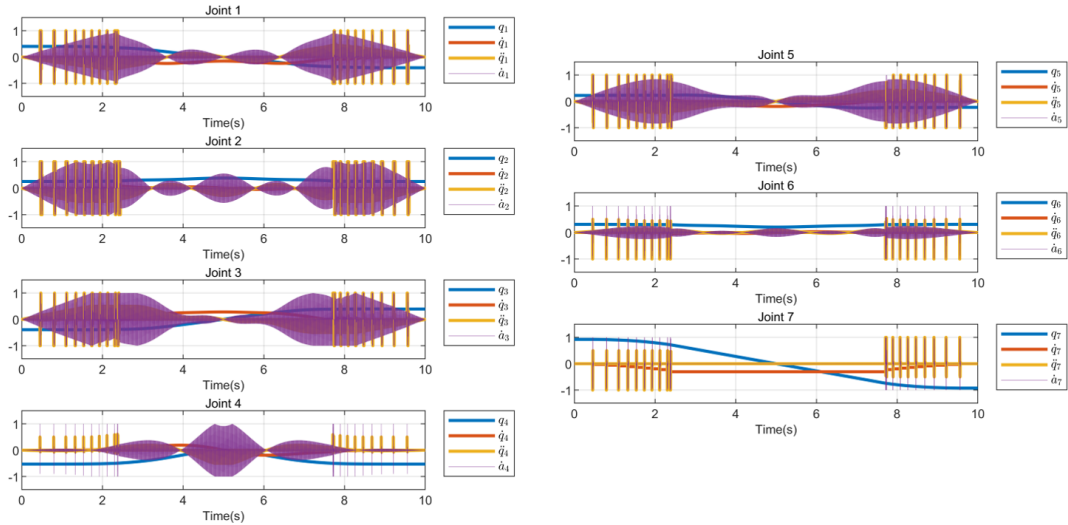 Joint 1
1
0
-1
0 2 4 6 8 10
Time(s)
q₁
q̇₁
q̈₁
ȧ₁
Joint 2
1
0
-1
0 2 4 6 8 10
Time(s)
q₂
q̇₂
q̈₂
ȧ₂
Joint 3
1
0
-1
0 2 4 6 8 10
Time(s)
q₃
q̇₃
q̈₃
ȧ₃
Joint 4
1
0
-1
0 2 4 6 8 10
Time(s)
q₄
q̇₄
q̈₄
ȧ₄
Joint 5
1
0
-1
0 2 4 6 8 10
Time(s)
q₅
q̇₅
q̈₅
ȧ₅
Joint 6
1
0
-1
0 2 4 6 8 10
Time(s)
q₆
q̇₆
q̈₆
ȧ₆
Joint 7
1
0
-1
0 2 4 6 8 10
Time(s)
q₇
q̇₇
q̈₇
ȧ₇